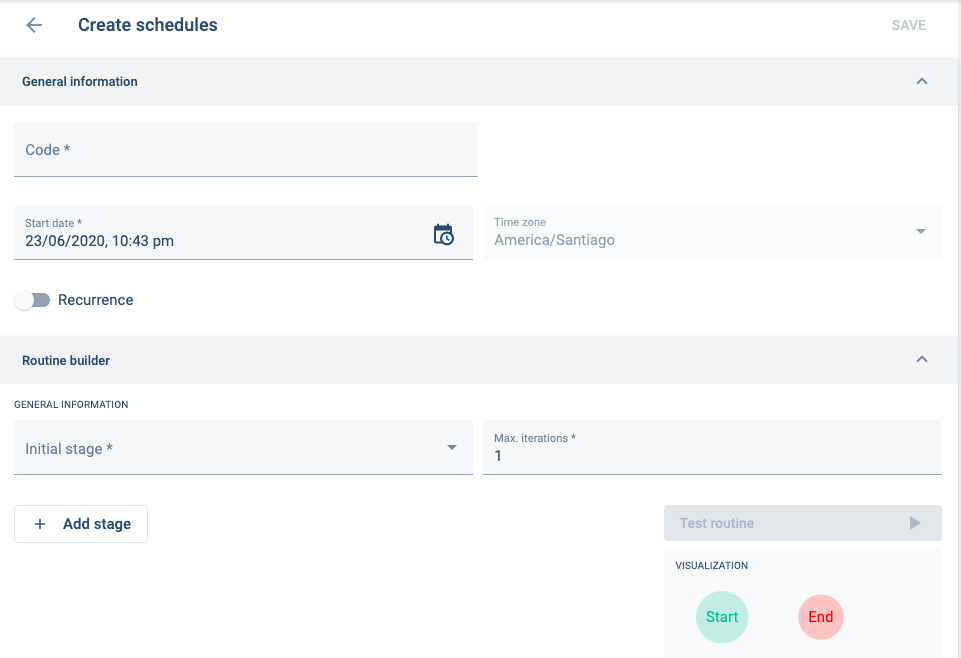 Create schedules
SAVE
General information
Code *
Start date *
23/06/2020, 10:43 pm
Time zone
America/Santiago
Recurrence
Routine builder
GENERAL INFORMATION
Initial stage *
Max. iterations *
1
+ Add stage
Test routine
VISUALIZATION
Start
End